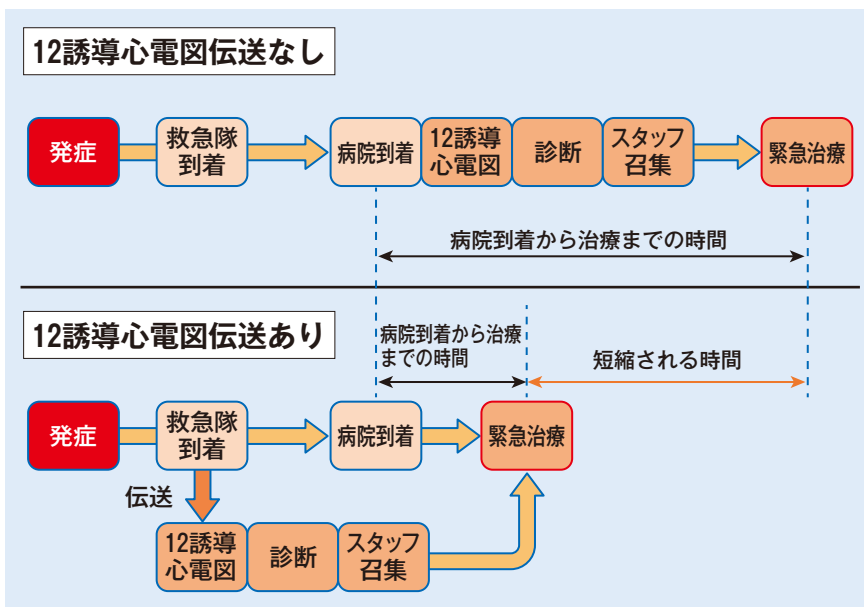 12誘導心電図伝送なし
発症
救急隊
到着
病院到着
12誘導
心電図
診断
スタッフ
召集
緊急治療
病院到着から治療までの時間
12誘導心電図伝送あり
病院到着から治療
までの時間
短縮される時間
発症
救急隊
到着
病院到着
緊急治療
伝送
12誘導
心電図
診断
スタッフ
召集